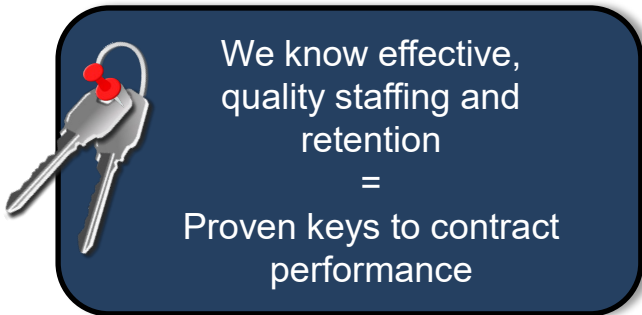 We know effective,
quality staffing and
retention
=
Proven keys to contract
performance